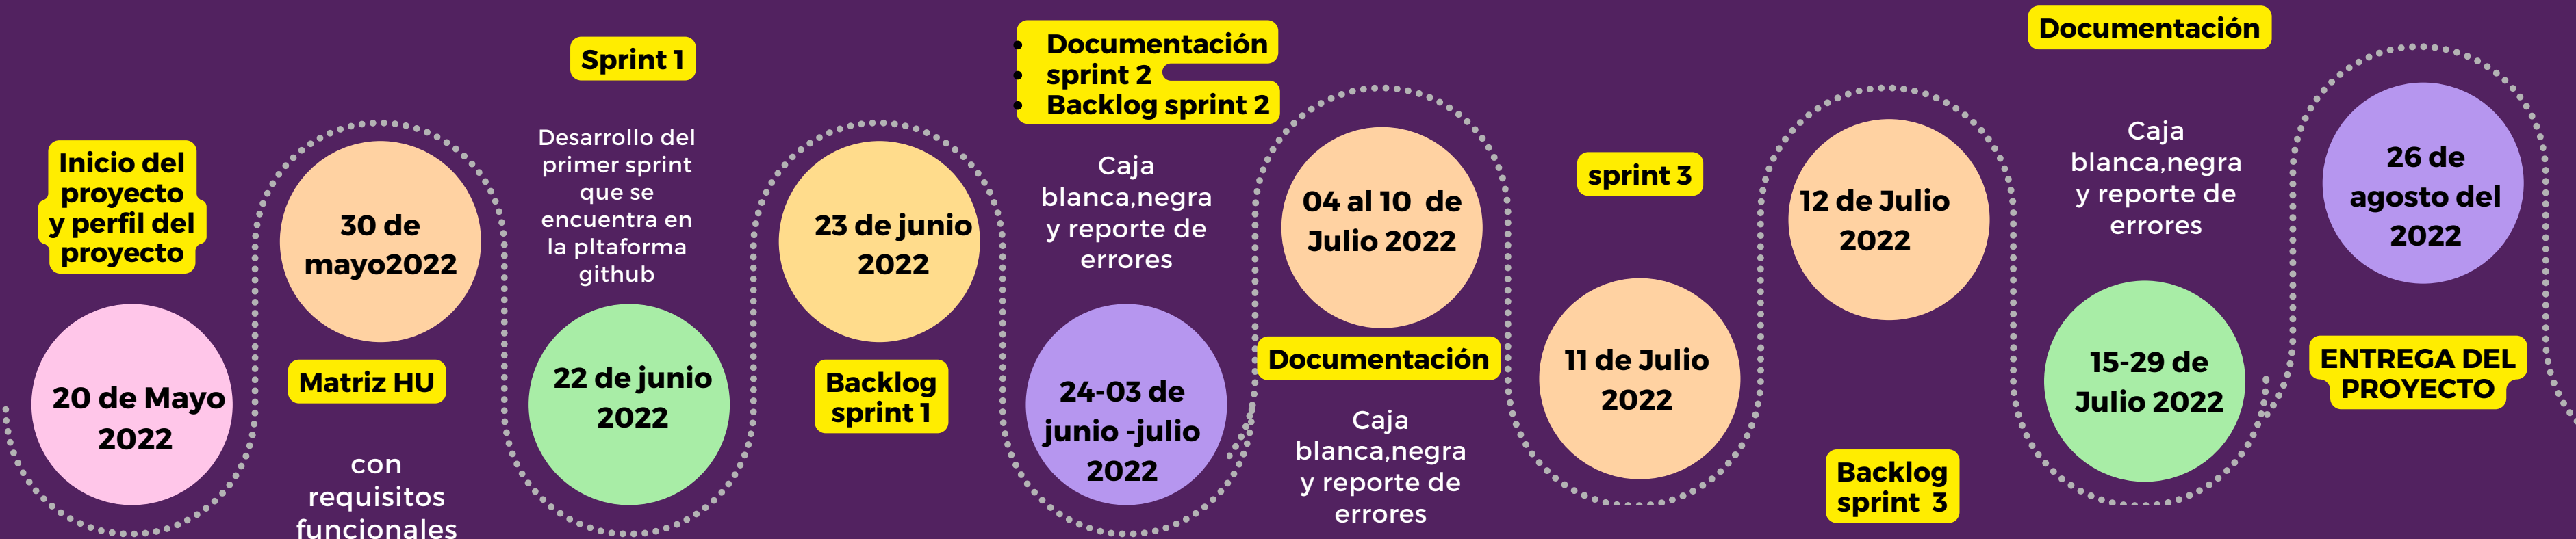 Inicio del
proyecto
y perfil del
proyecto
20 de Mayo
2022
30 de
mayo2022
Matriz HU
con
requisitos
funcionales
Sprint 1
Desarrollo del
primer sprint
que se
encuentra en
la pltaforma
github
22 de junio
2022
23 de junio
2022
Backlog
sprint 1
• Documentación
• sprint 2
• Backlog sprint 2
Caja
blanca,negra
y reporte de
errores
24-03 de
junio -julio
2022
04 al 10 de
Julio 2022
Documentación
Caja
blanca,negra
y reporte de
errores
sprint 3
11 de Julio
2022
12 de Julio
2022
Backlog
sprint 3
Documentación
Caja
blanca,negra
y reporte de
errores
15-29 de
Julio 2022
26 de
agosto del
2022
ENTREGA DEL
PROYECTO